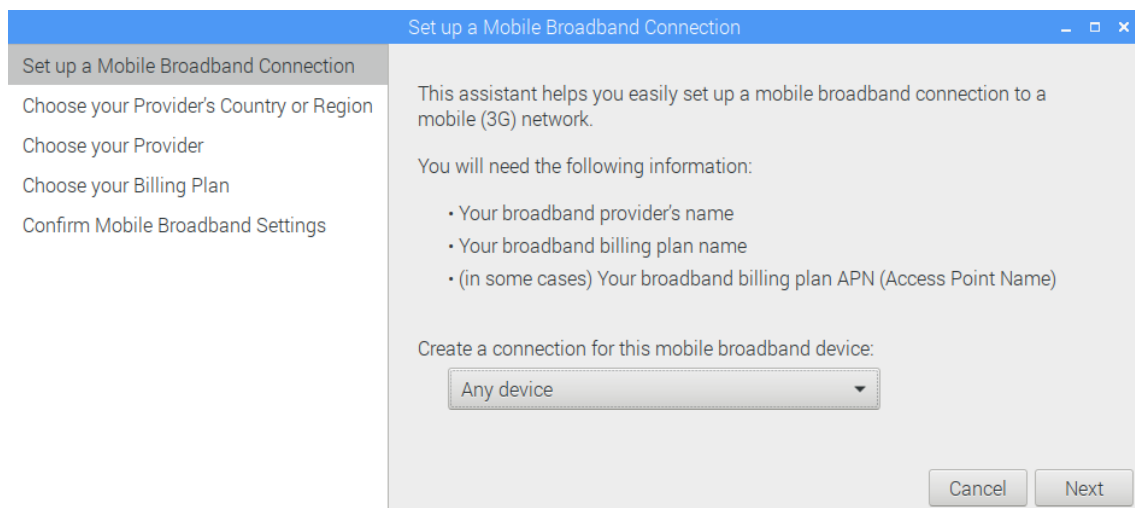 Set up a Mobile Broadband Connection
Set up a Mobile Broadband Connection
Choose your Provider's Country or Region
Choose your Provider
Choose your Billing Plan
Confirm Mobile Broadband Settings
This assistant helps you easily set up a mobile broadband connection to a
mobile (3G) network.
You will need the following information:
• Your broadband provider's name
• Your broadband billing plan name
• (in some cases) Your broadband billing plan APN (Access Point Name)
Create a connection for this mobile broadband device:
Any device
Cancel
Next